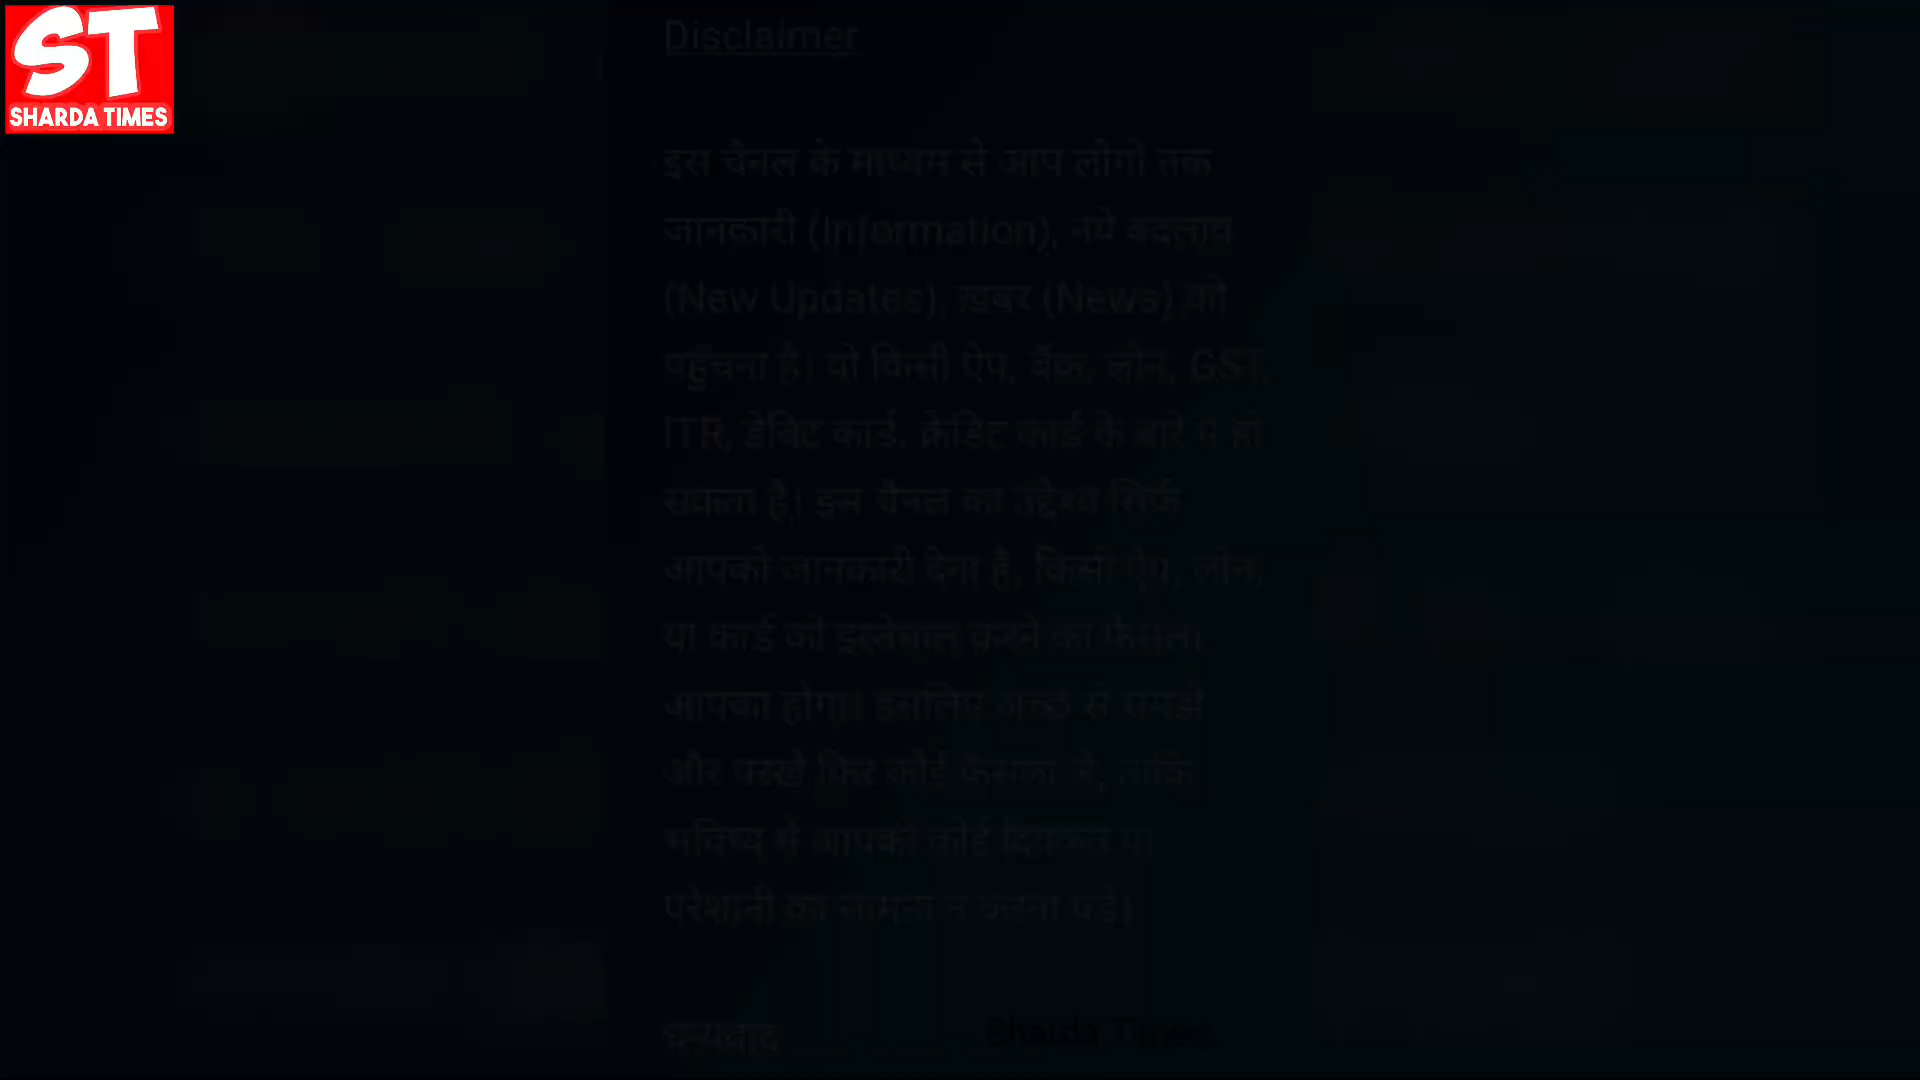 ST
SHARDA TIMES
Disclaimer
इस चैनल के माध्यम से आप लोगों तक
जानकारी (Information), नये बदलाव
(New Updates), ख़बर (News) को
पहुँचना है। वो किसी ऐप, बैंक, लोन, GST,
ITR, डेबिट कार्ड, क्रेडिट कार्ड के बारे में हो
सकता है। इस चैनल का उद्देश्य सिर्फ
आपको जानकारी देना है, किसी ऐप, लोन,
या कार्ड को इस्तेमाल करने का फैसला
आपका होगा। इसलिए अच्छे से समझे
और परखे फिर कोई फैसला ले, ताकि
भविष्य में आपको कोई दिक्कत या
परेशानी का सामना न करना पड़े।
धन्यवाद
Sharda Times